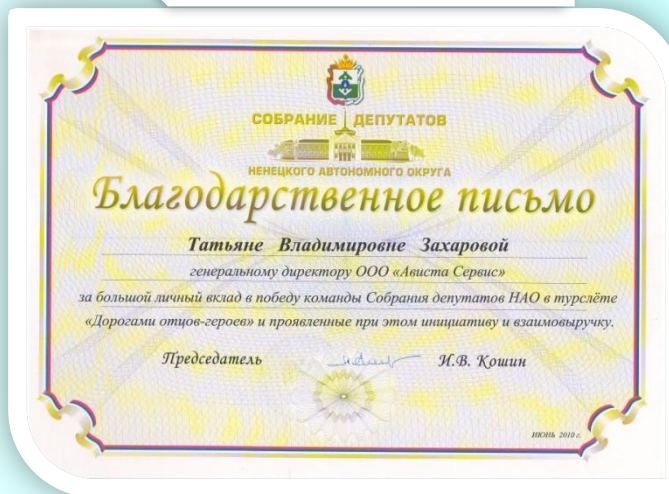 СОБРАНИЕ ДЕПУТАТОВ
НЕНЕЦКОГО АВТОНОМНОГО ОКРУГА
Благодарственное письмо
Татьяне Владимировне Захаровой
генеральному директору ООО «Ависта Сервис»
за большой личный вклад в победу команды Собрания депутатов НАО в турслёте
«Дорогами отцов-героев» и проявленные при этом инициативу и взаимовыручку.
Председатель И.В. Кошин
ИЮНЬ 2010 г.